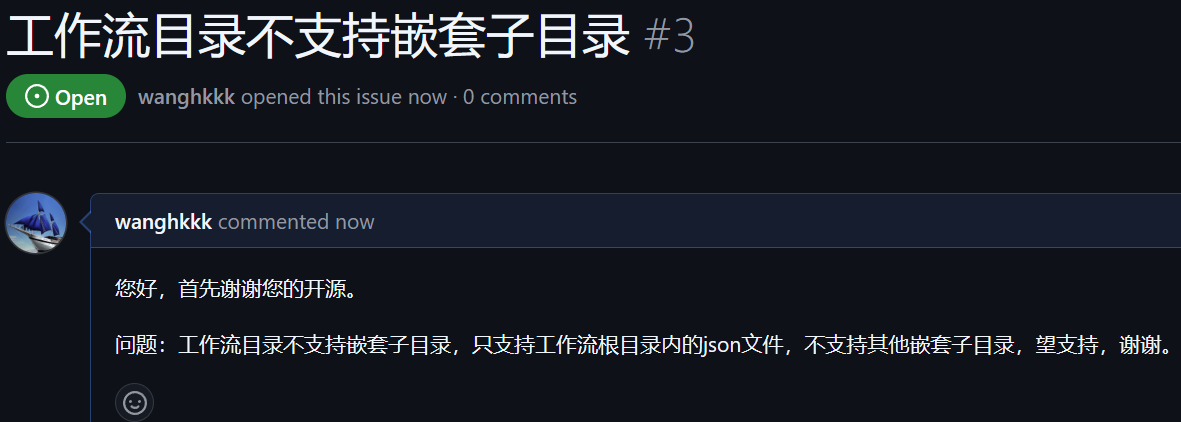 工作流目录不支持嵌套子目录 #3
Open wanghkkk opened this issue now · 0 comments
wanghkkk commented now
您好，首先谢谢您的开源。
问题：工作流目录不支持嵌套子目录，只支持工作流根目录内的json文件，不支持其他嵌套子目录，望支持，谢谢。